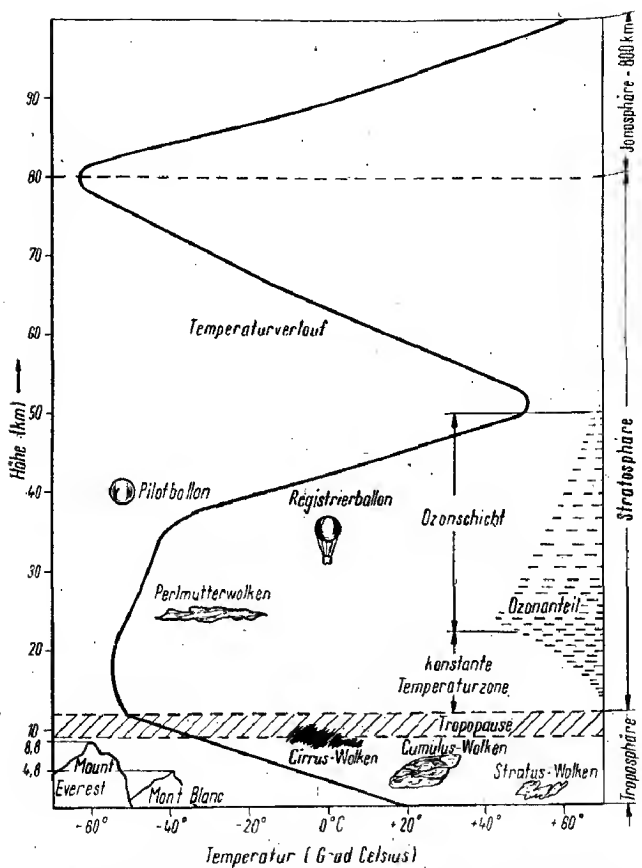 90
80
70
60
50
40
30
20
10
8,8
4,8
Höhe (km)
Temperaturverlauf
Pilotballon
Registrierballon
Ozonschicht
Perlmutterwolken
Ozonanteil
konstante
Temperaturzone
Tropopause
Cirrus-Wolken
Cumulus-Wolken
Stratus-Wolken
Mount
Everest
Mont Blanc
Jonosphäre - 800 km
Stratosphäre
Troposphäre
-60°
-40°
-20°
0°C
+20°
+40°
+60°
Temperatur (G-ad Celsius)